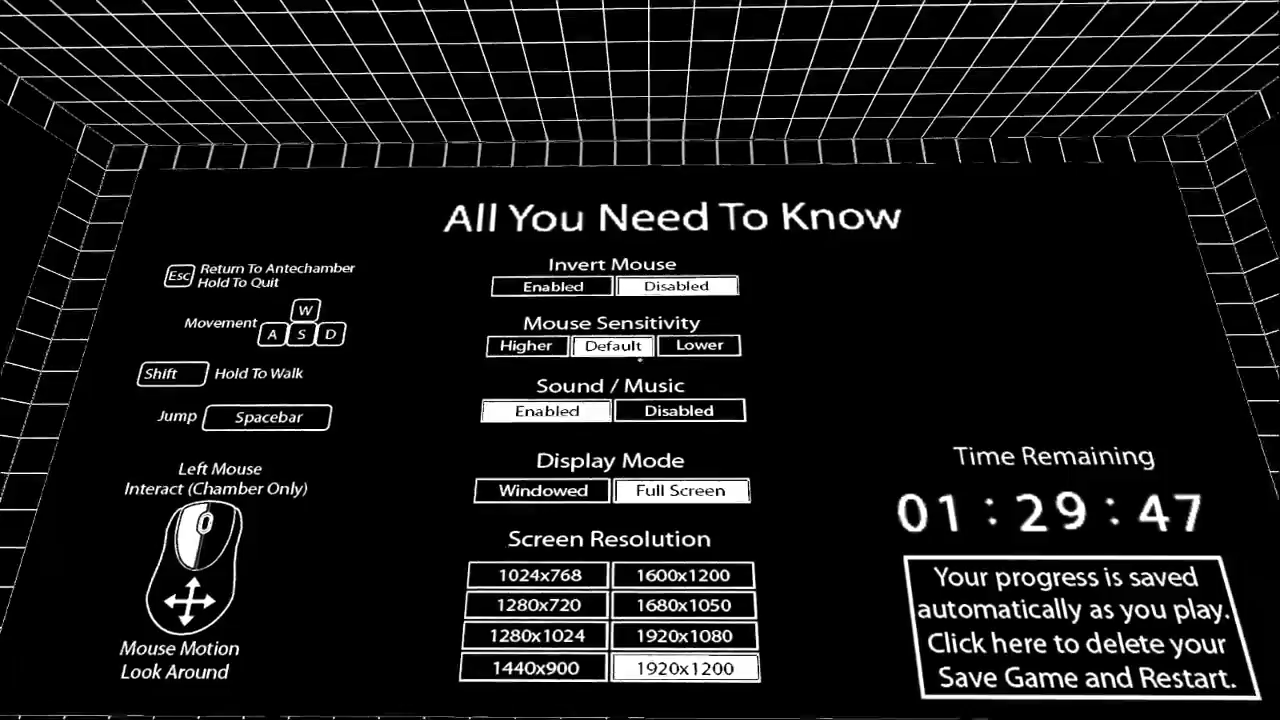 All You Need To Know
Esc
Return To Antechamber
Hold To Quit
Movement
W
A S D
Shift
Hold To Walk
Jump
Spacebar
Left Mouse
Interact (Chamber Only)
Mouse Motion
Look Around
Invert Mouse
Enabled Disabled
Mouse Sensitivity
Higher Default Lower
Sound / Music
Enabled Disabled
Display Mode
Windowed Full Screen
Screen Resolution
1024x768 1600x1200
1280x720 1680x1050
1280x1024 1920x1080
1440x900 1920x1200
Time Remaining
01 : 29 : 47
Your progress is saved
automatically as you play.
Click here to delete your
Save Game and Restart.